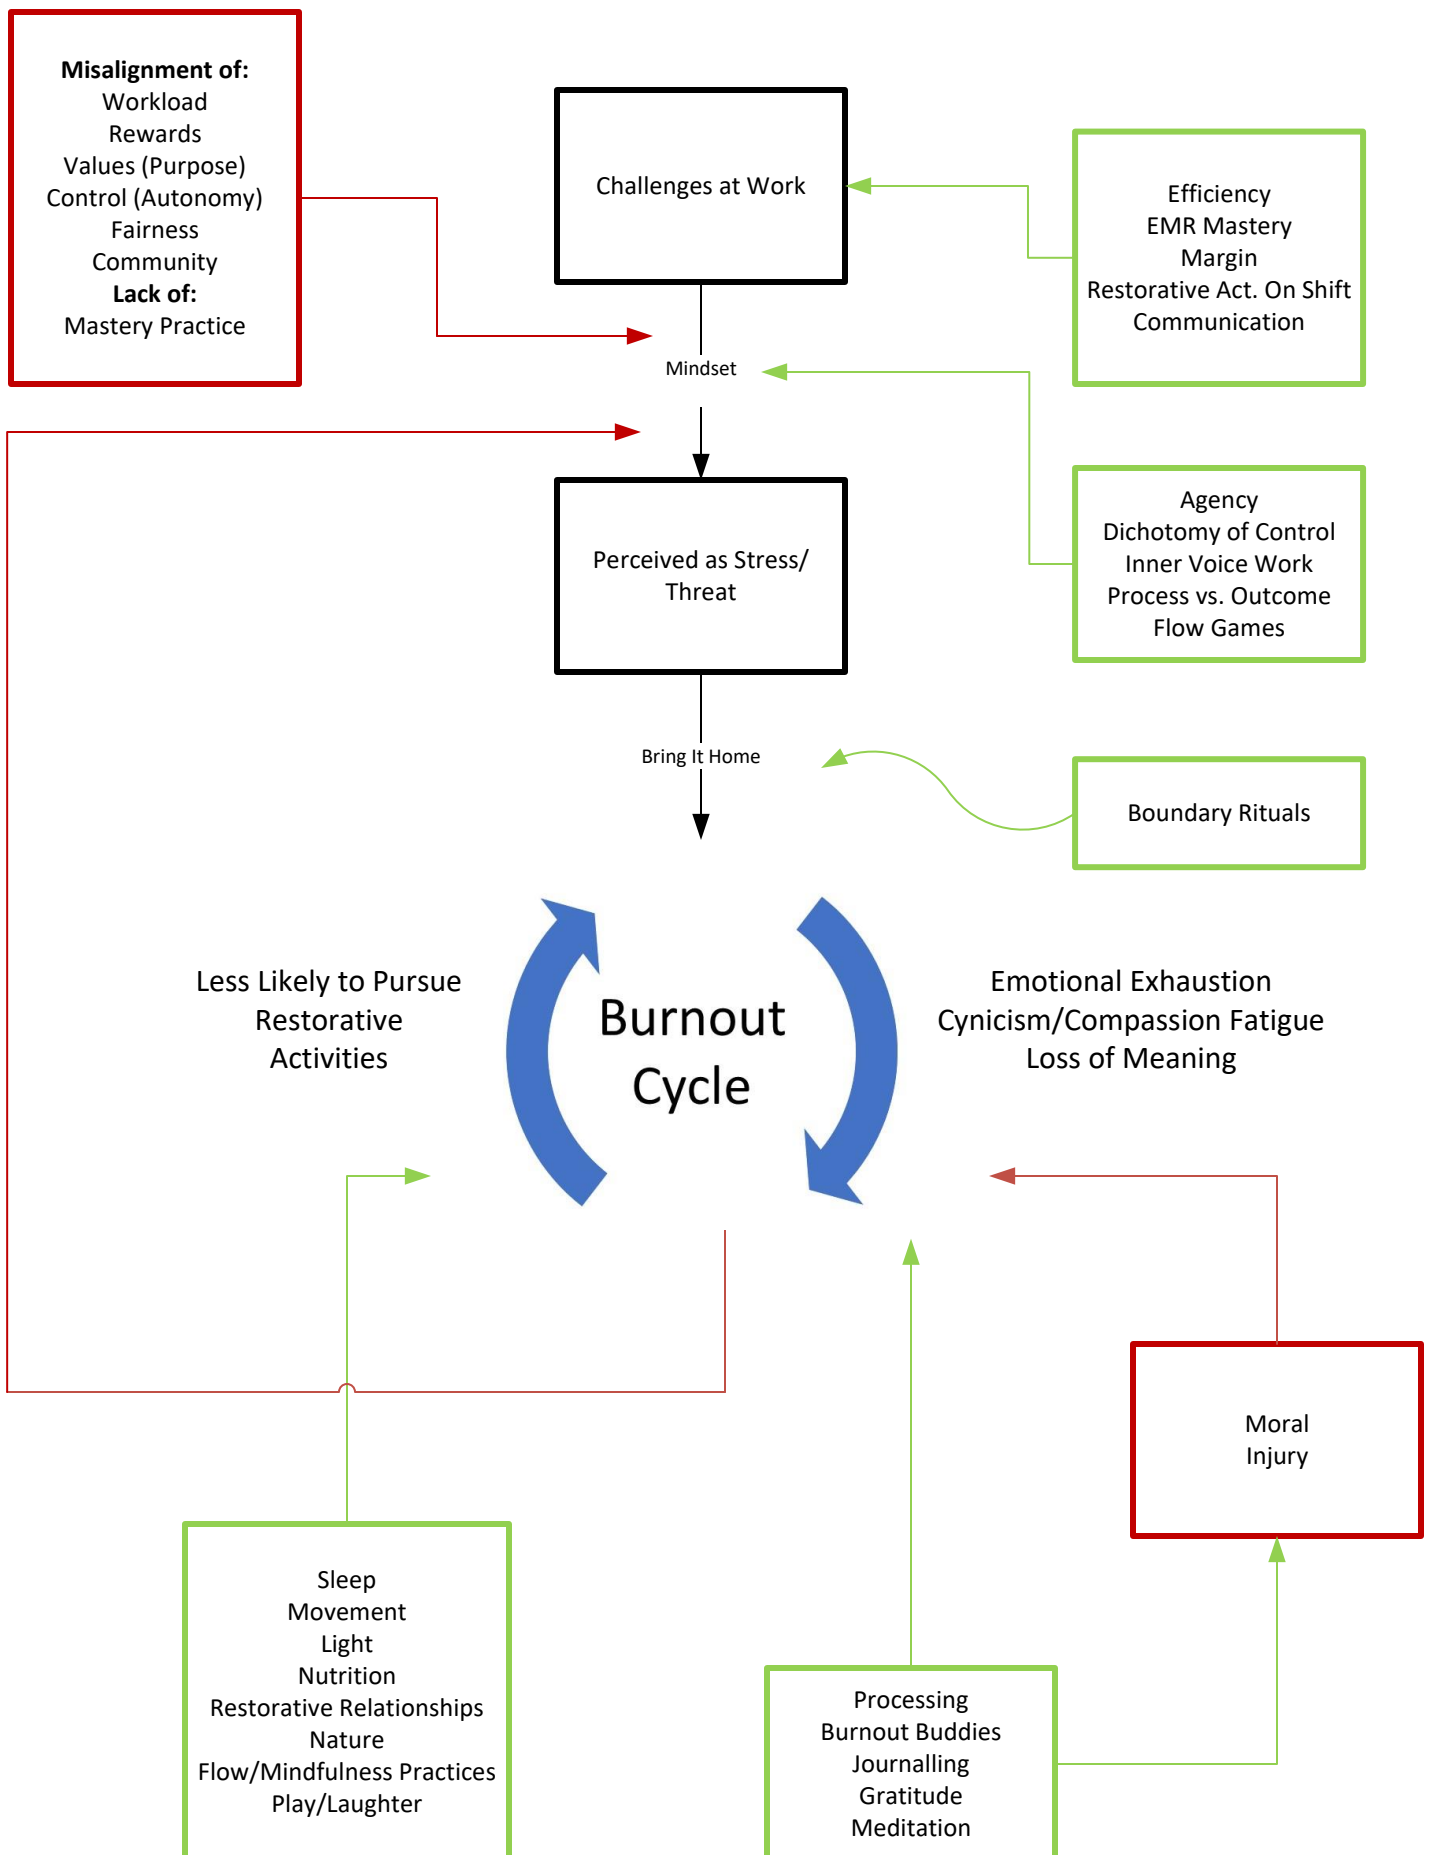 Misalignment of:
Workload
Rewards
Values (Purpose)
Control (Autonomy)
Fairness
Community
Lack of:
Mastery Practice
Challenges at Work
Efficiency
EMR Mastery
Margin
Restorative Act. On Shift
Communication
Mindset
Agency
Dichotomy of Control
Inner Voice Work
Process vs. Outcome
Flow Games
Perceived as Stress/
Threat
Bring It Home
Boundary Rituals
Less Likely to Pursue
Restorative
Activities
Burnout
Cycle
Emotional Exhaustion
Cynicism/Compassion Fatigue
Loss of Meaning
Moral
Injury
Sleep
Movement
Light
Nutrition
Restorative Relationships
Nature
Flow/Mindfulness Practices
Play/Laughter
Processing
Burnout Buddies
Journalling
Gratitude
Meditation